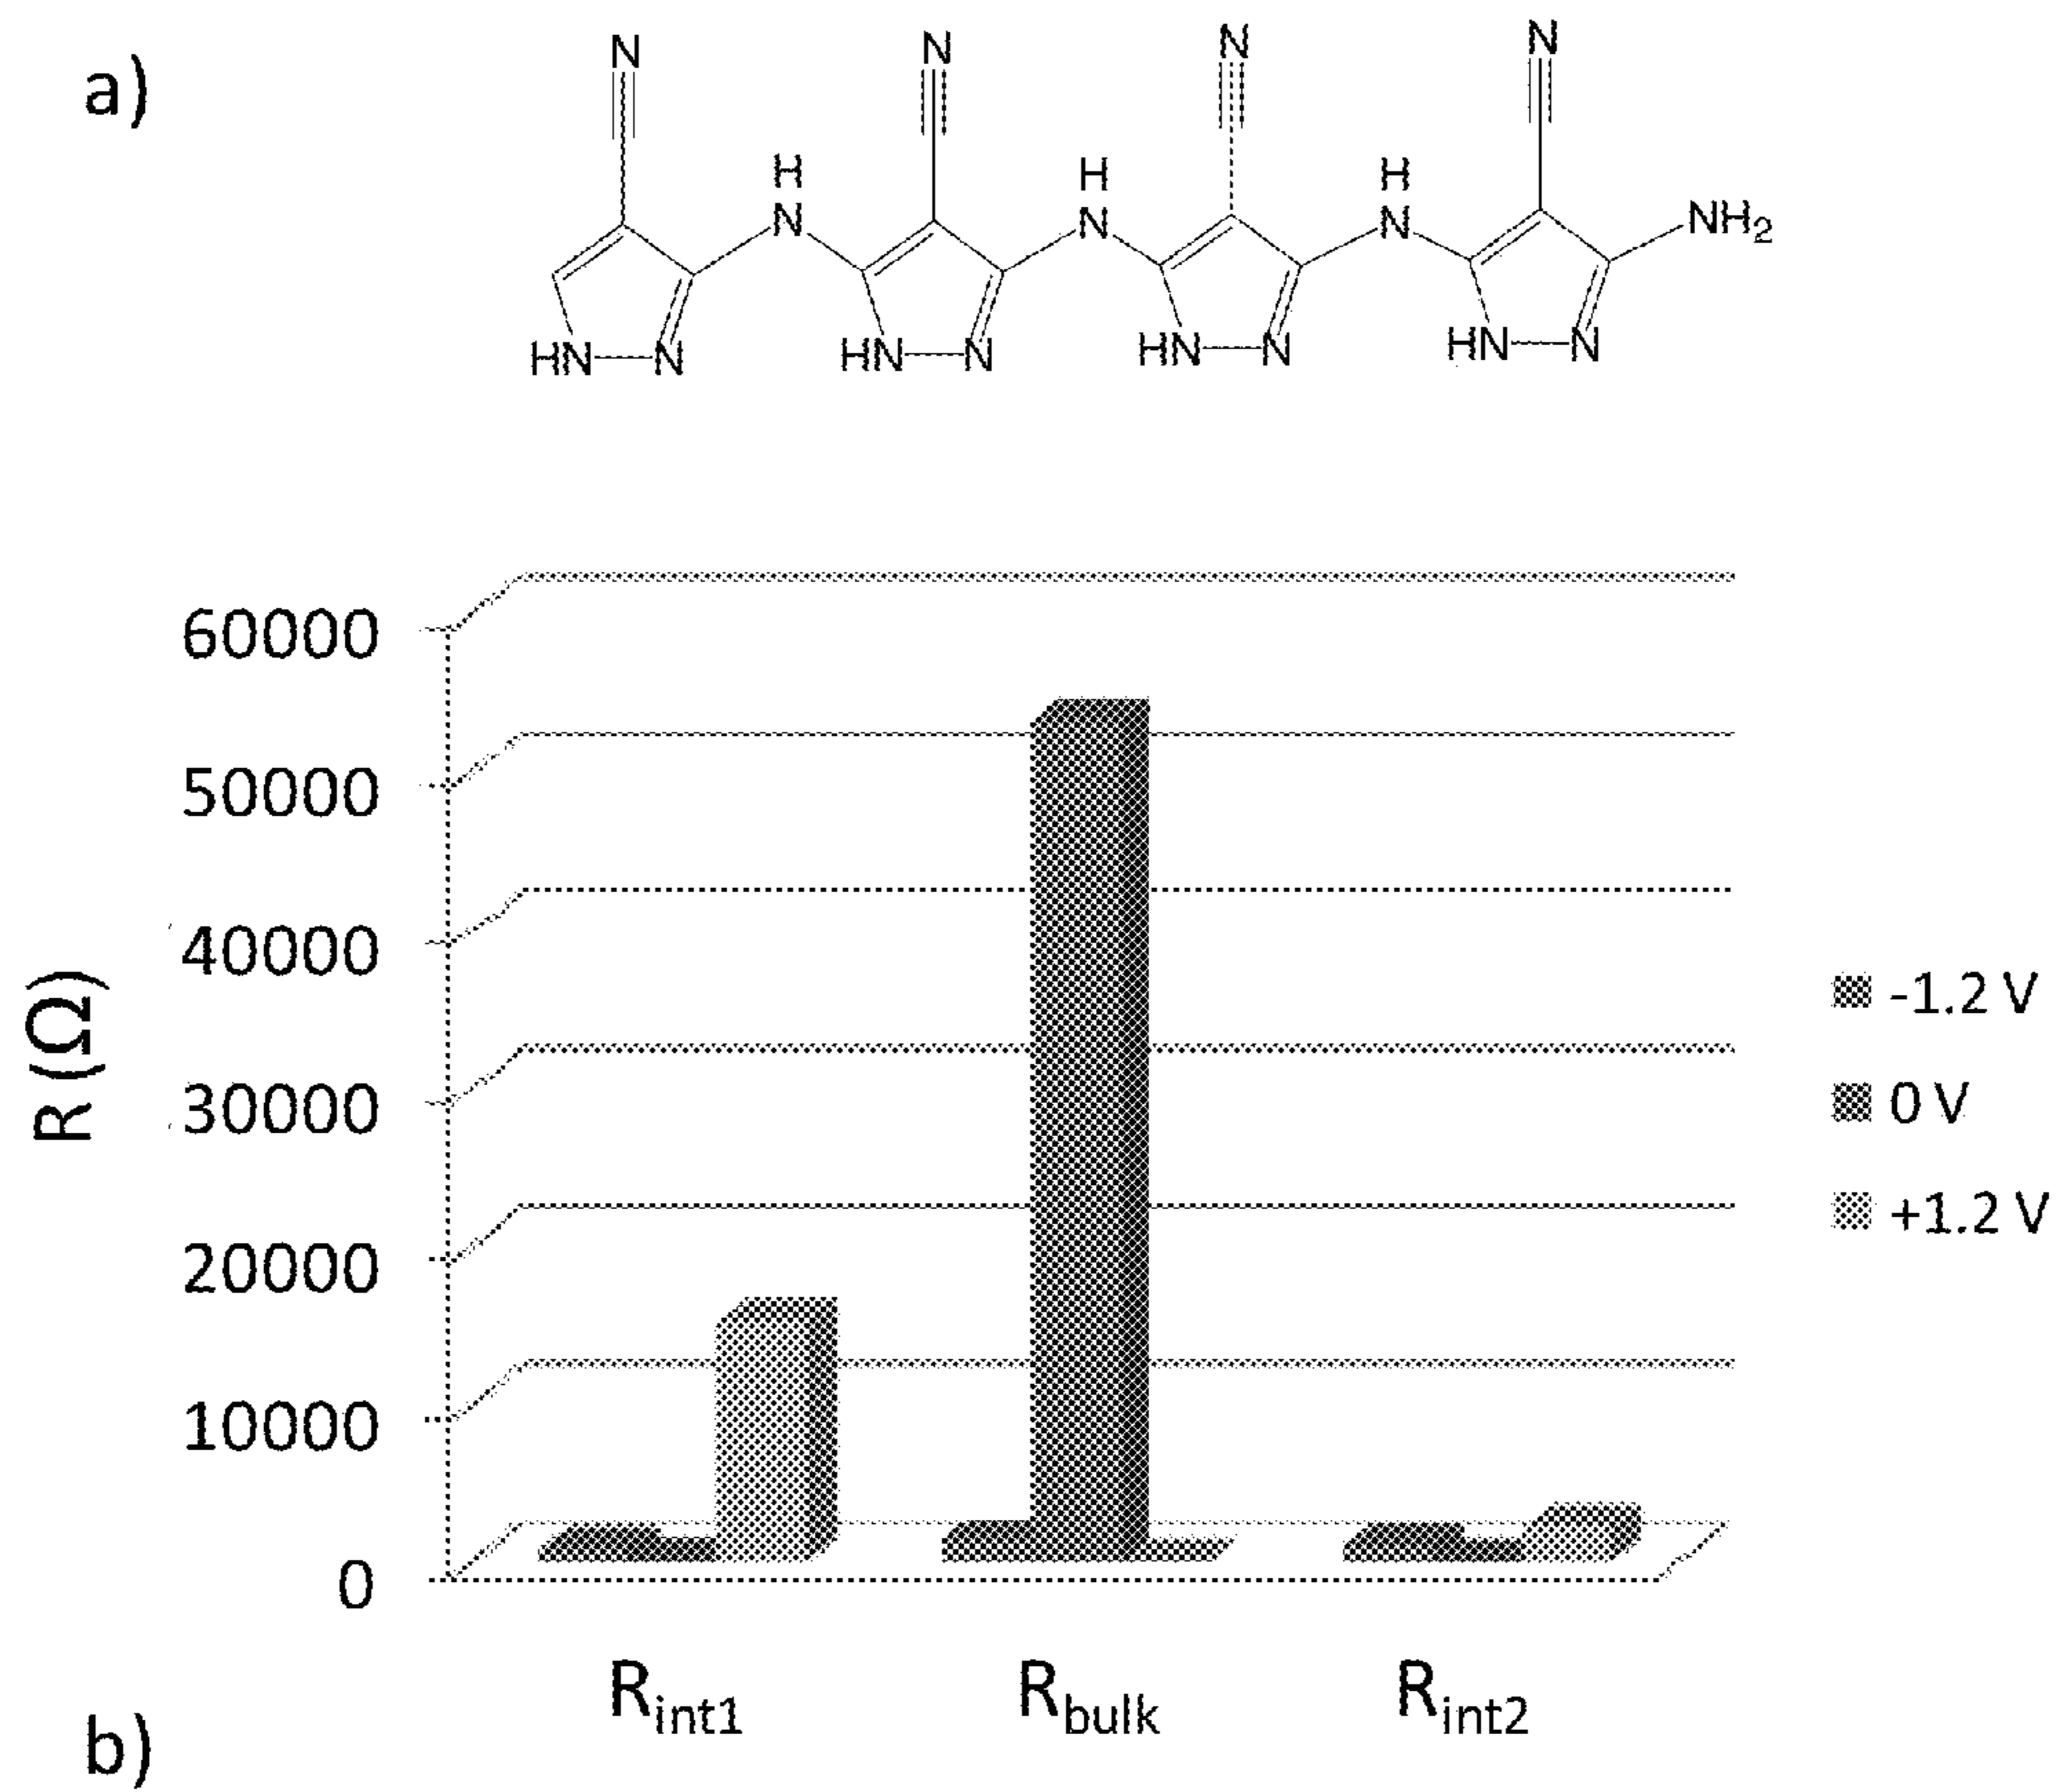 a)
N N N N
H H H
N N N NH₂
HN N HN N HN N HN N
60000
50000
40000
30000
20000
10000
0
R (Ω)
-1.2 V
0 V
+1.2 V
Rint1 Rbulk Rint2
b)